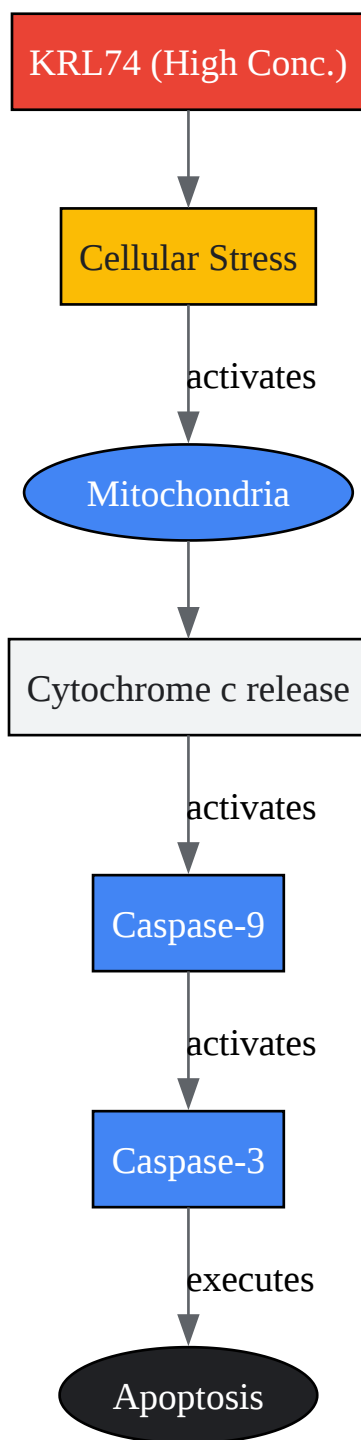 KRL74 (High Conc.)
Cellular Stress
activates
Mitochondria
Cytochrome c release
activates
Caspase-9
activates
Caspase-3
executes
Apoptosis